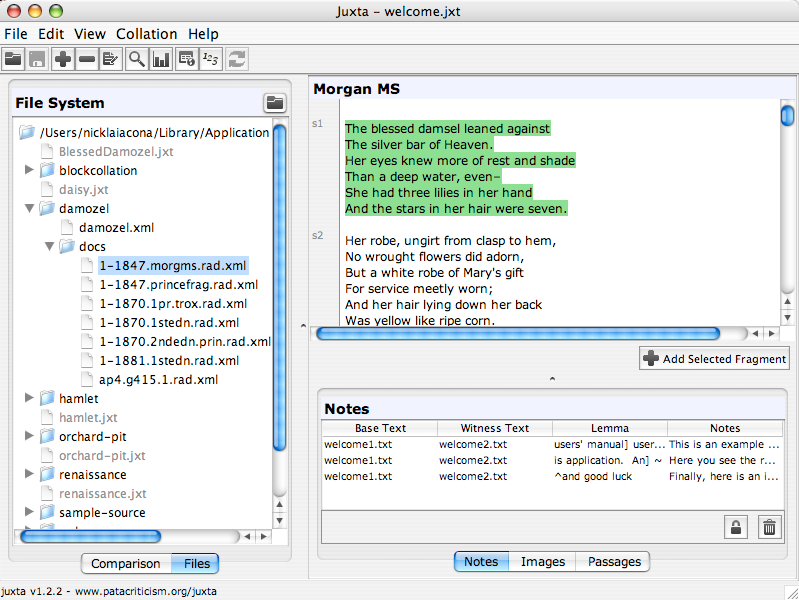 Juxta - welcome.jxt
File Edit View Collation Help
123
File System
/Users/nicklaiacona/Library/Application
BlessedDamozel.jxt
blockcollation
daisy.jxt
damozel
damozel.xml
docs
1-1847.morgms.rad.xml
1-1847.princefrag.rad.xml
1-1870.1pr.trox.rad.xml
1-1870.1stedn.rad.xml
1-1870.2ndedn.prin.rad.xml
1-1881.1stedn.rad.xml
ap4.g415.1.rad.xml
hamlet
hamlet.jxt
orchard-pit
orchard-pit.jxt
renaissance
renaissance.jxt
sample-source
Comparison Files
Morgan MS
s1
The blessed damsel leaned against
The silver bar of Heaven.
Her eyes knew more of rest and shade
Than a deep water, even–
She had three lilies in her hand
And the stars in her hair were seven.
s2
Her robe, ungirt from clasp to hem,
No wrought flowers did adorn,
But a white robe of Mary's gift
For service meetly worn;
And her hair lying down her back
Was yellow like ripe corn.
Add Selected Fragment
Notes
Base Text Witness Text Lemma Notes
welcome1.txt welcome2.txt users' manual] user... This is an example ...
welcome1.txt welcome2.txt is application. An] ~ Here you see the r...
welcome1.txt welcome2.txt ^and good luck Finally, here is an i...
Notes Images Passages
juxta v1.2.2 - www.patacriticism.org/juxta